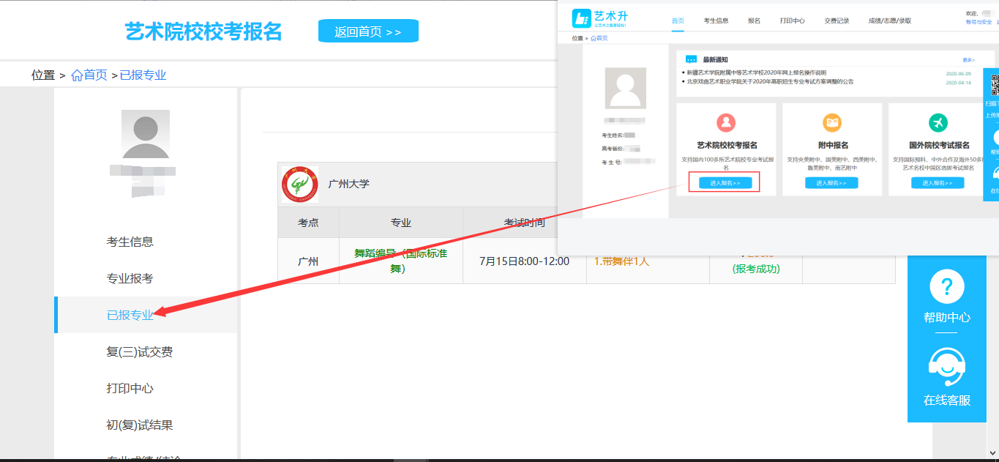 艺术院校校考报名
返回首页 >>
位置 > 首页 >已报专业
考生信息
专业报考
已报专业
复(三)试交费
打印中心
初(复)试结果
广州大学
考点 专业 考试时间
广州 舞蹈编导（国际标准舞） 7月15日8:00-12:00 1.带舞伴1人
(报考成功)
艺术升
让艺术之路更轻松!
首页 考生信息 报名 打印中心 交费记录 成绩/志愿/录取
欢迎,
账号与安全
位置 > 首页
考生姓名:
高考省份:
考 生 号:
最新通知
更多>
新疆艺术学院附属中等艺术学校2020年网上报名操作说明 2020-06-09
北京戏曲艺术职业学院关于2020年高职招生专业考试方案调整的公告 2020-04-14
艺术院校校考报名
支持国内100多所艺术院校专业考试报名
进入报名>>
附中报名
支持央美附中、国美附中、西美附中、
鲁美附中、南艺附中
进入报名>>
国外院校考试报名
支持国际预科、中外合作及海外50多
艺术名校中国区选拔考试报名
进入报名>>
帮助中心
在线客服